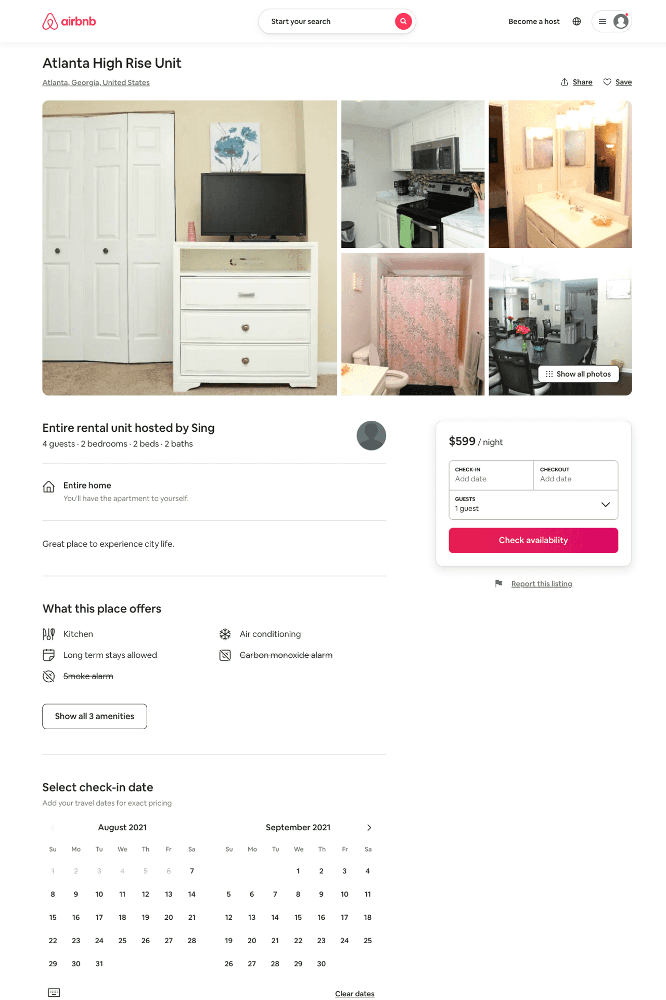 airbnb
Start your search
Become a host
Atlanta High Rise Unit
Atlanta, Georgia, United States
Share
Save
Show all photos
Entire rental unit hosted by Sing
4 guests · 2 bedrooms · 2 beds · 2 baths
Entire home
You'll have the apartment to yourself.
Great place to experience city life.
$599 / night
CHECK-IN
Add date
CHECKOUT
Add date
GUESTS
1 guest
Check availability
Report this listing
What this place offers
Kitchen
Air conditioning
Long term stays allowed
Carbon monoxide alarm
Smoke alarm
Show all 3 amenities
Select check-in date
Add your travel dates for exact pricing
August 2021
Su Mo Tu We Th Fr Sa
1 2 3 4 5 6 7
8 9 10 11 12 13 14
15 16 17 18 19 20 21
22 23 24 25 26 27 28
29 30 31
September 2021
Su Mo Tu We Th Fr Sa
1 2 3 4
5 6 7 8 9 10 11
12 13 14 15 16 17 18
19 20 21 22 23 24 25
26 27 28 29 30
Clear dates